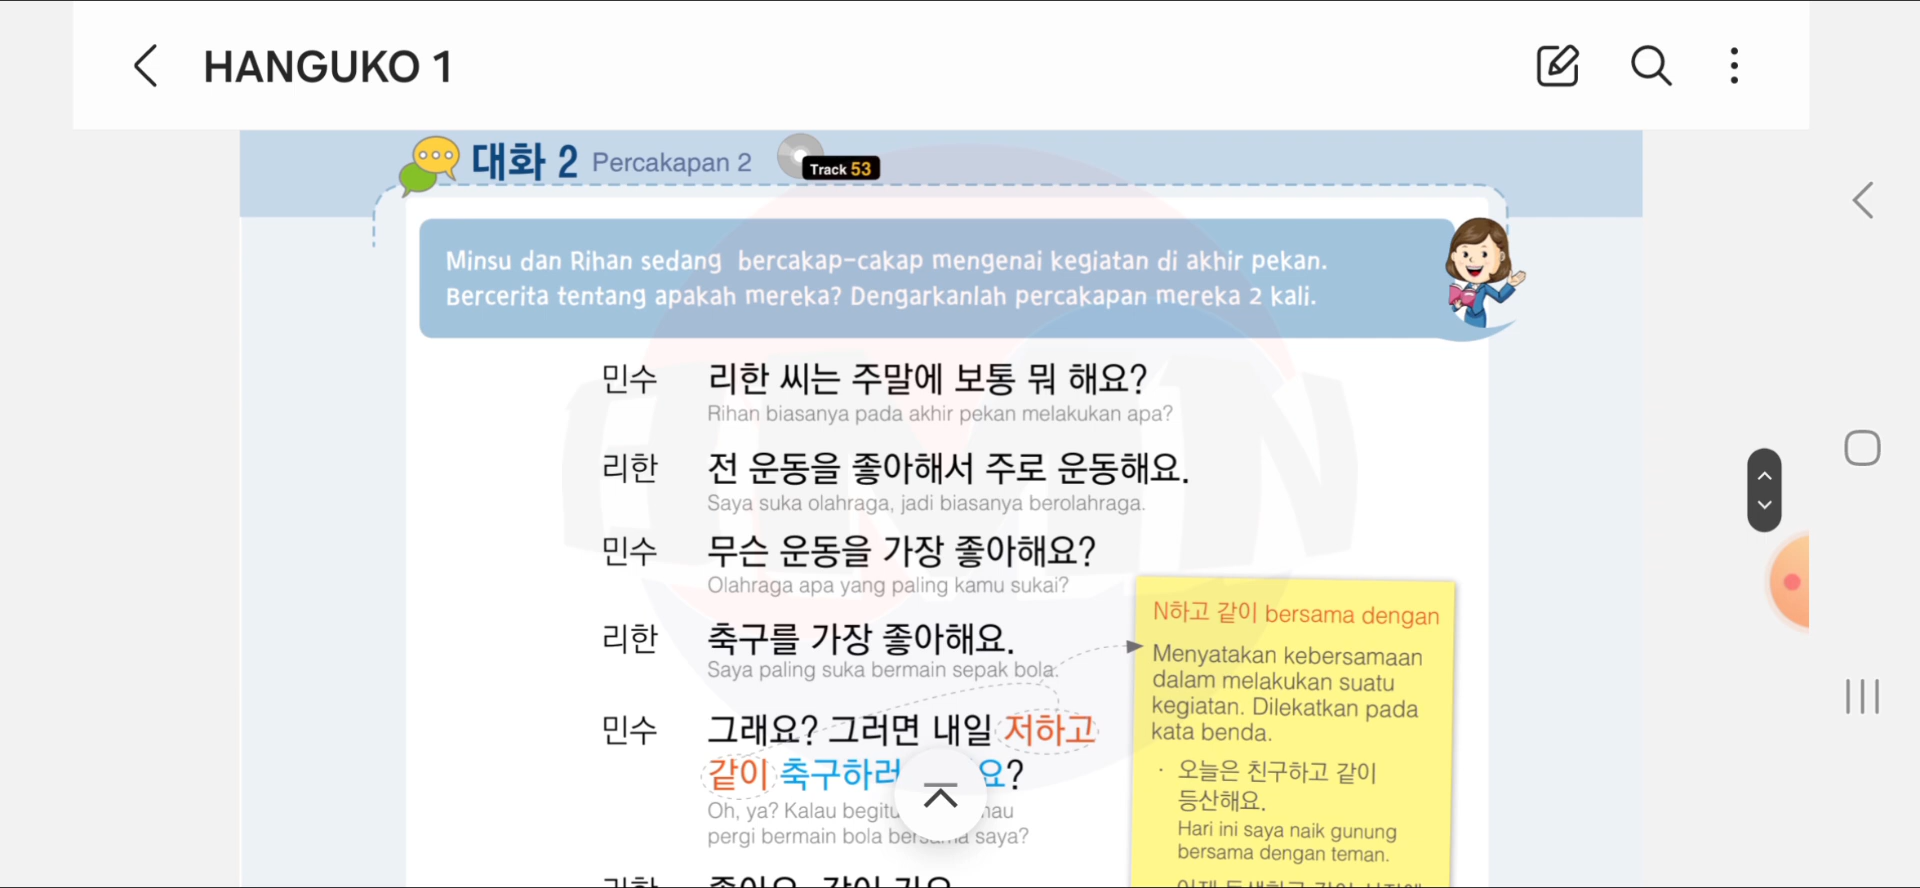 HANGUKO 1
대화 2 Percakapan 2 Track 53
Minsu dan Rihan sedang bercakap-cakap mengenai kegiatan di akhir pekan.
Bercerita tentang apakah mereka? Dengarkanlah percakapan mereka 2 kali.
민수 리한 씨는 주말에 보통 뭐 해요?
Rihan biasanya pada akhir pekan melakukan apa?
리한 전 운동을 좋아해서 주로 운동해요.
Saya suka olahraga, jadi biasanya berolahraga.
민수 무슨 운동을 가장 좋아해요?
Olahraga apa yang paling kamu sukai?
리한 축구를 가장 좋아해요.
Saya paling suka bermain sepak bola.
민수 그래요? 그러면 내일 저하고
같이 축구하러 요?
Oh, ya? Kalau
pergi bermain bola bersama saya?
좋아요. 같이 가요.
N하고 같이 bersama dengan
Menyatakan kebersamaan
dalam melakukan suatu
kegiatan. Dilekatkan pada
kata benda.
· 오늘은 친구하고 같이
등산해요.
Hari ini saya naik gunung
bersama dengan teman.